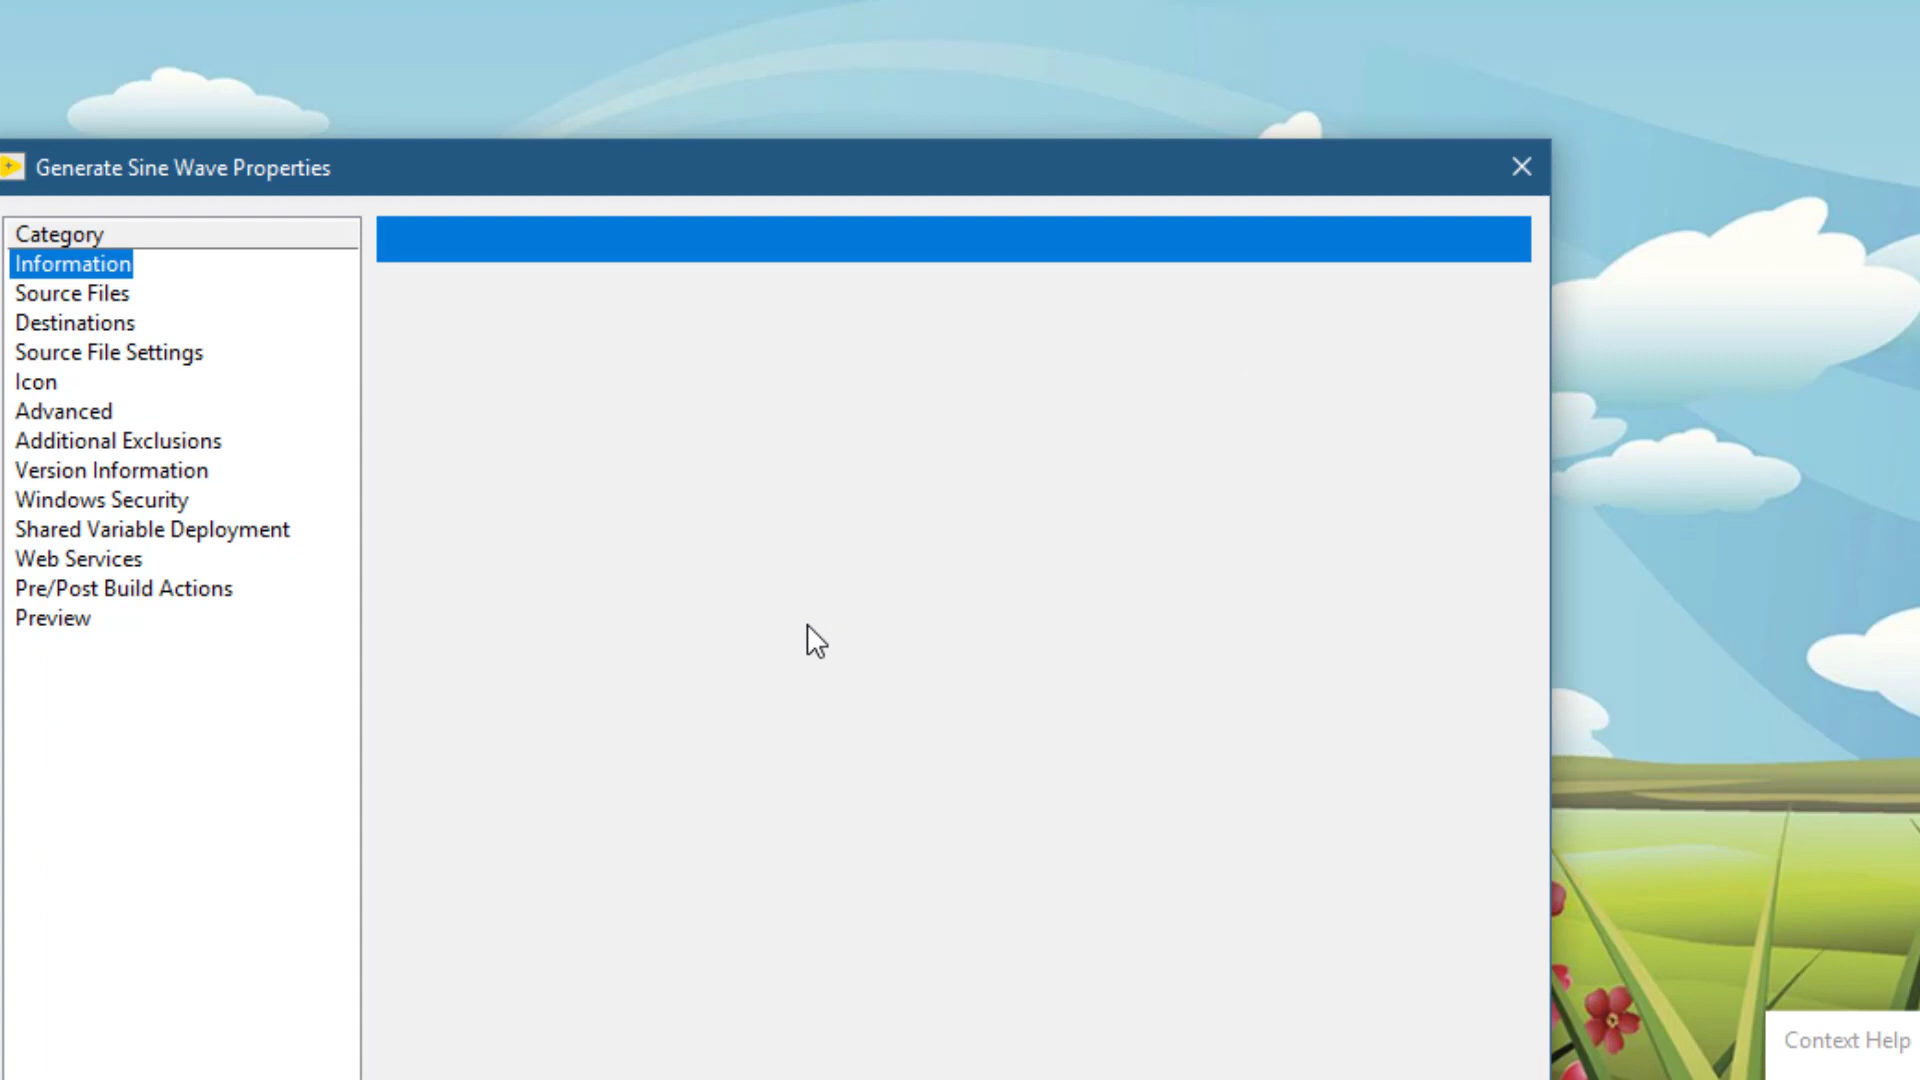 Generate Sine Wave Properties
Category
Information
Source Files
Destinations
Source File Settings
Icon
Advanced
Additional Exclusions
Version Information
Windows Security
Shared Variable Deployment
Web Services
Pre/Post Build Actions
Preview
Context Help